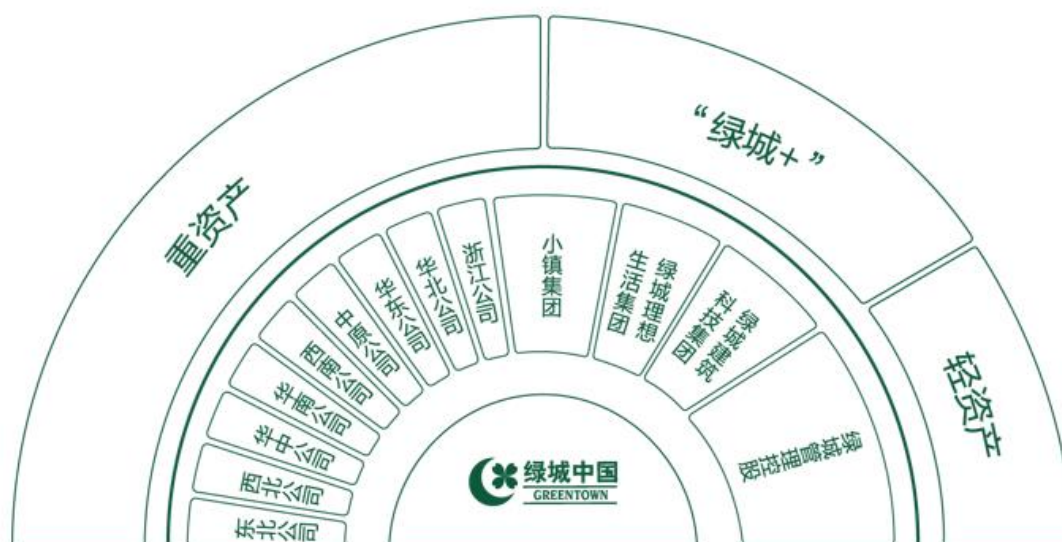 重资产
“绿城+”
轻资产
东北公司
西北公司
华中公司
华南公司
西南公司
中原公司
华东公司
华北公司
浙江公司
小镇集团
绿城理想
生活集团
绿城建筑
科技集团
绿城管理控股
绿城中国
GREENTOWN